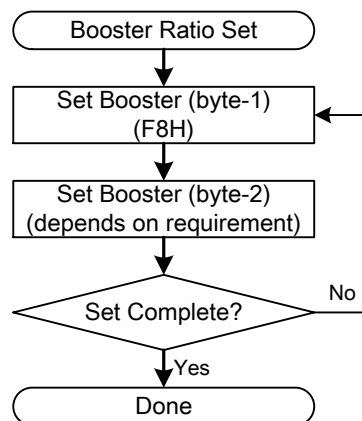 Booster Ratio Set
Set Booster (byte-1)
(F8H)
Set Booster (byte-2)
(depends on requirement)
Set Complete?
No
Yes
Done